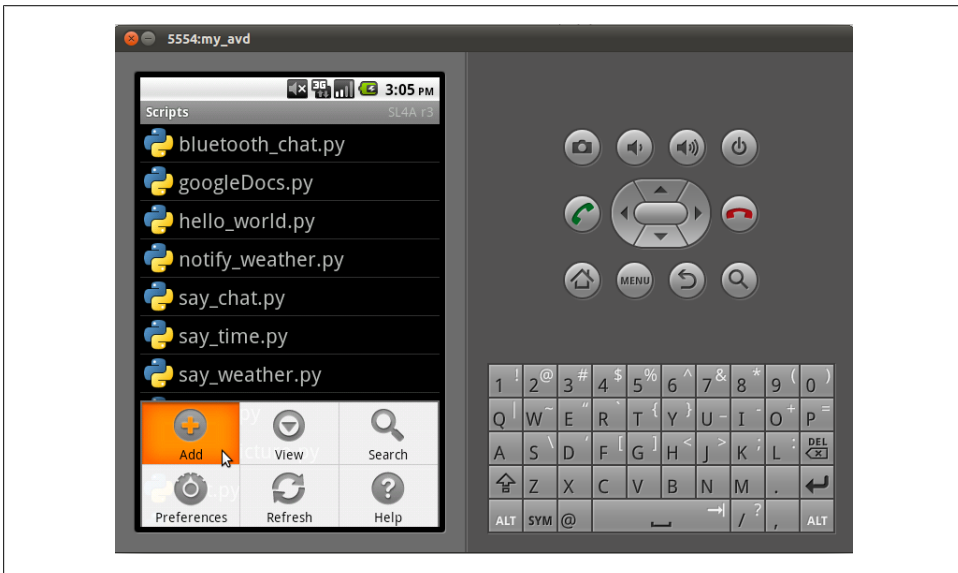 5554:my_avd
3G 3:05 PM
Scripts SL4A r3
bluetooth_chat.py
googleDocs.py
hello_world.py
notify_weather.py
say_chat.py
say_time.py
say_weather.py
Add View Search
Preferences Refresh Help
MENU
1 ! 2 @ 3 # 4 $ 5 % 6 ^ 7 & 8 * 9 ( 0 )
Q | W ~ E “ R ` T { Y } U - I - O + P =
A S \ D ‘ F [ G ] H < J > K ; L : DEL
Z X C V B N M .
ALT SYM @ / ? , ALT